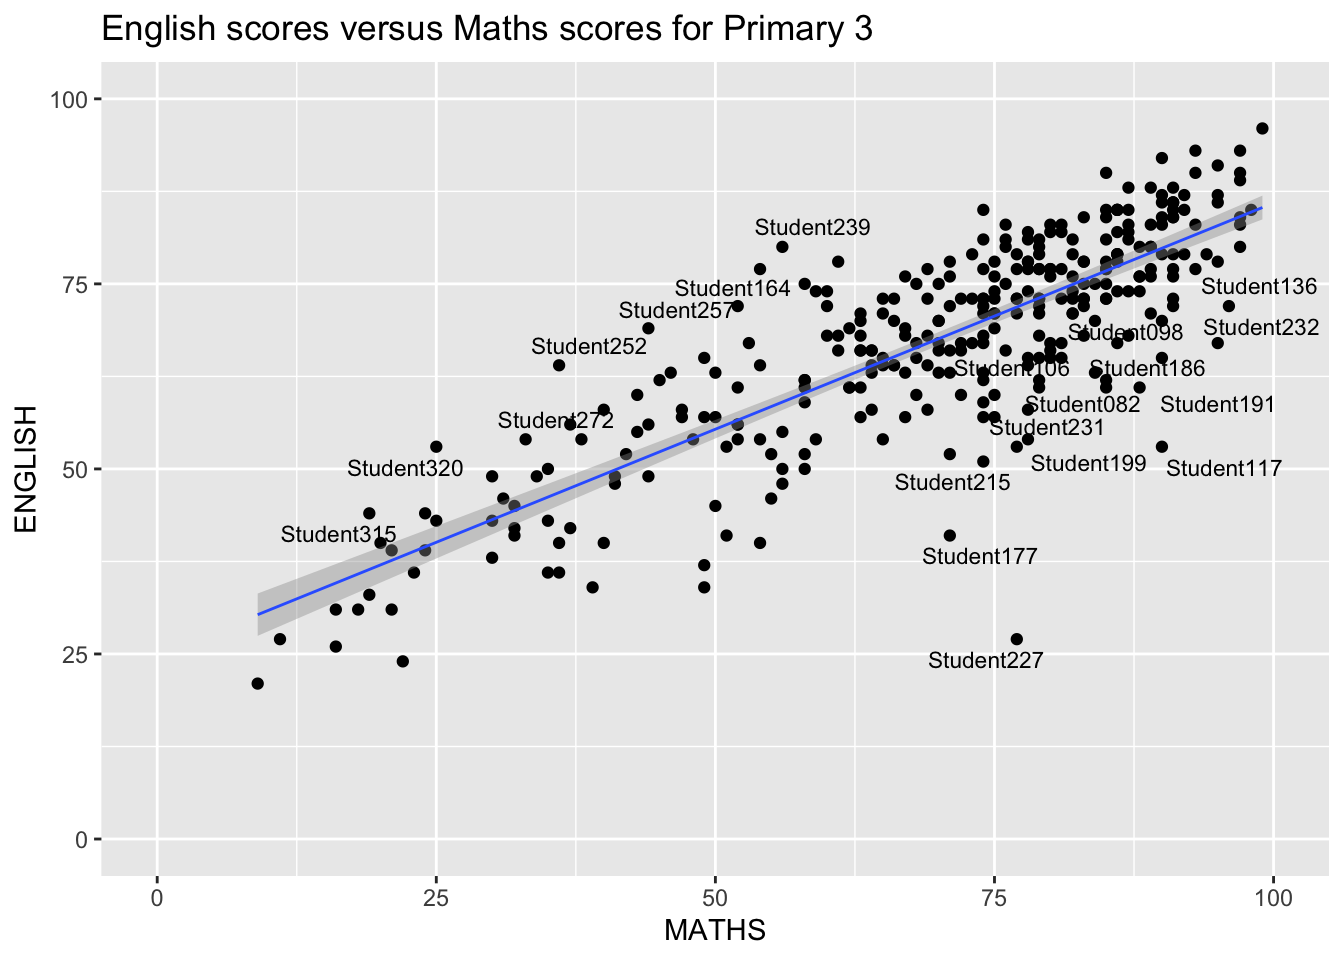 English scores versus Maths scores for Primary 3
100
75
50
25
0
ENGLISH
Student239
Student164
Student136
Student257
Student232
Student098
Student252
Student106
Student186
Student082
Student191
Student272
Student231
Student320
Student199
Student117
Student215
Student315
Student177
Student227
0
25
50
75
100
MATHS